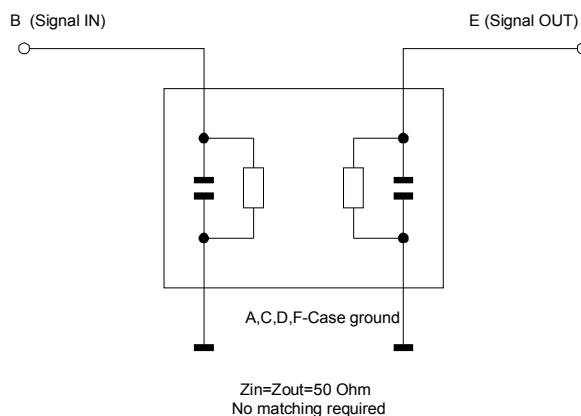 B (Signal IN)
E (Signal OUT)
A,C,D,F-Case ground
Zin=Zout=50 Ohm
No matching required